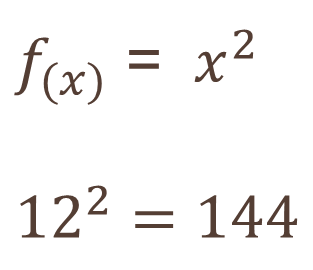 f₍ₓ₎ = x²
12² = 144